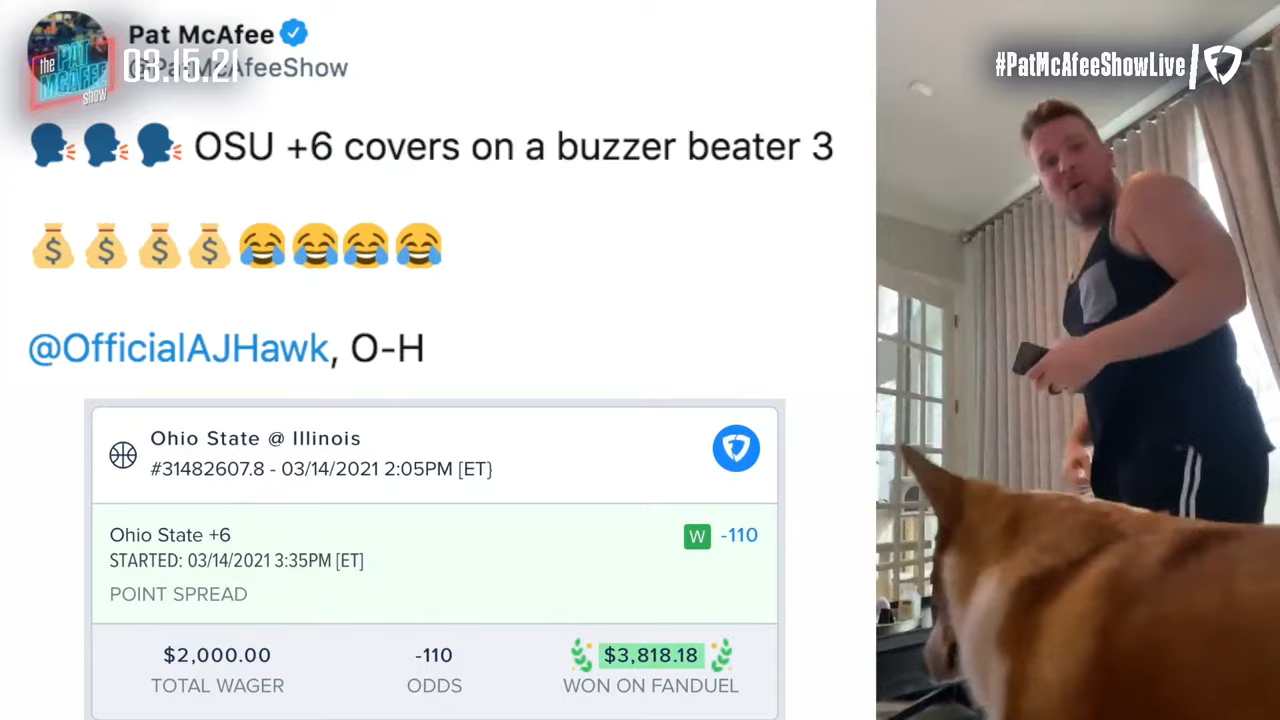 Pat McAfee
@PatMcAfeeShow
the PAT MCAFEE show
03.15.21
#PatMcAfeeShowLive
OSU +6 covers on a buzzer beater 3
@OfficialAJHawk, O-H
Ohio State @ Illinois
#31482607.8 - 03/14/2021 2:05PM [ET}
Ohio State +6
W -110
STARTED: 03/14/2021 3:35PM [ET]
POINT SPREAD
$2,000.00 -110 $3,818.18
TOTAL WAGER ODDS WON ON FANDUEL